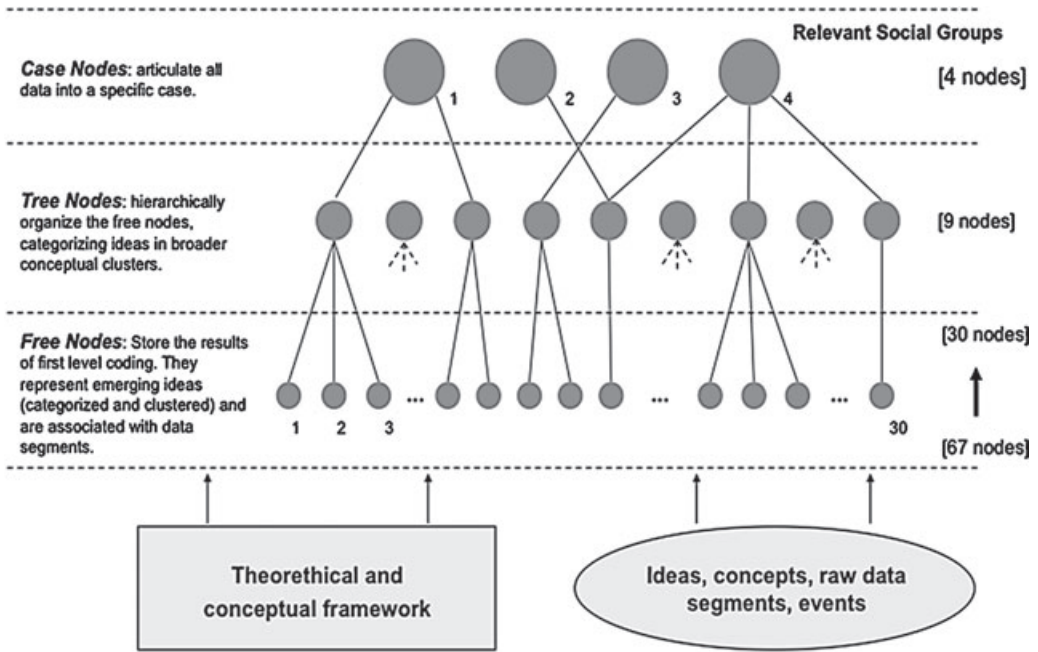 Relevant Social Groups
Case Nodes: articulate all
data into a specific case.
[4 nodes]
1
2
3
4
Tree Nodes: hierarchically
organize the free nodes,
categorizing ideas in broader
conceptual clusters.
[9 nodes]
Free Nodes: Store the results
of first level coding. They
represent emerging ideas
(categorized and clustered) and
are associated with data
segments.
[30 nodes]
... ... ...
1 2 3 30
[67 nodes]
Theorethical and
conceptual framework
Ideas, concepts, raw data
segments, events